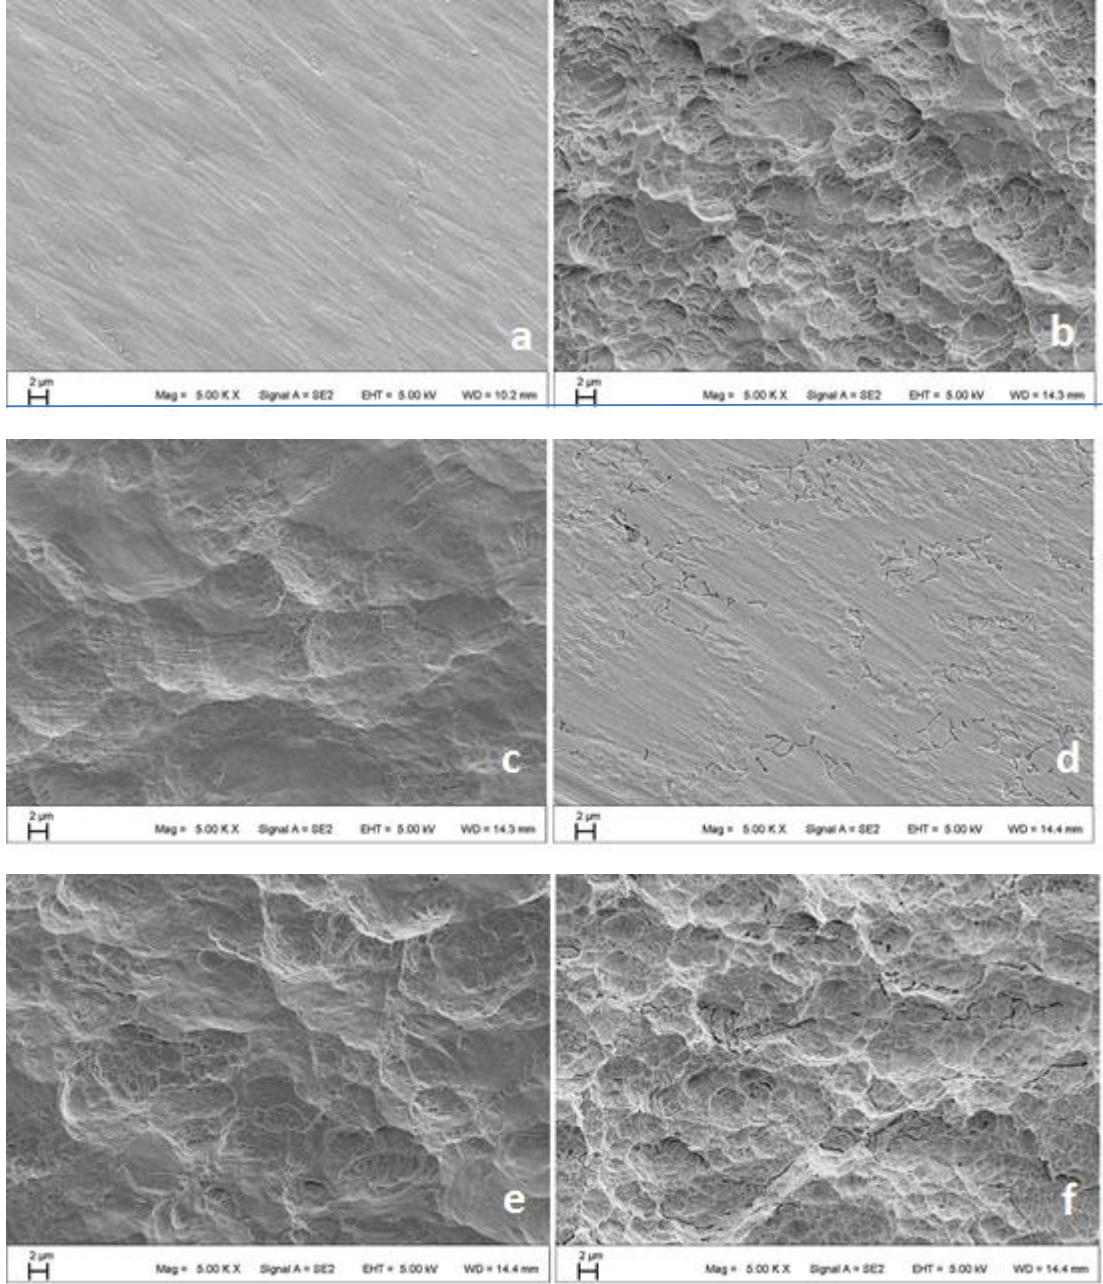 a
b
2 µm
Mag = 5.00 K X Signal A = SE2 EHT = 5.00 kV WD = 10.2 mm
2 µm
Mag = 5.00 K X Signal A = SE2 EHT = 5.00 kV WD = 14.3 mm
c
d
2 µm
Mag = 5.00 K X Signal A = SE2 EHT = 5.00 kV WD = 14.3 mm
2 µm
Mag = 5.00 K X Signal A = SE2 EHT = 5.00 kV WD = 14.4 mm
e
f
2 µm
Mag = 5.00 K X Signal A = SE2 EHT = 5.00 kV WD = 14.4 mm
2 µm
Mag = 5.00 K X Signal A = SE2 EHT = 5.00 kV WD = 14.4 mm